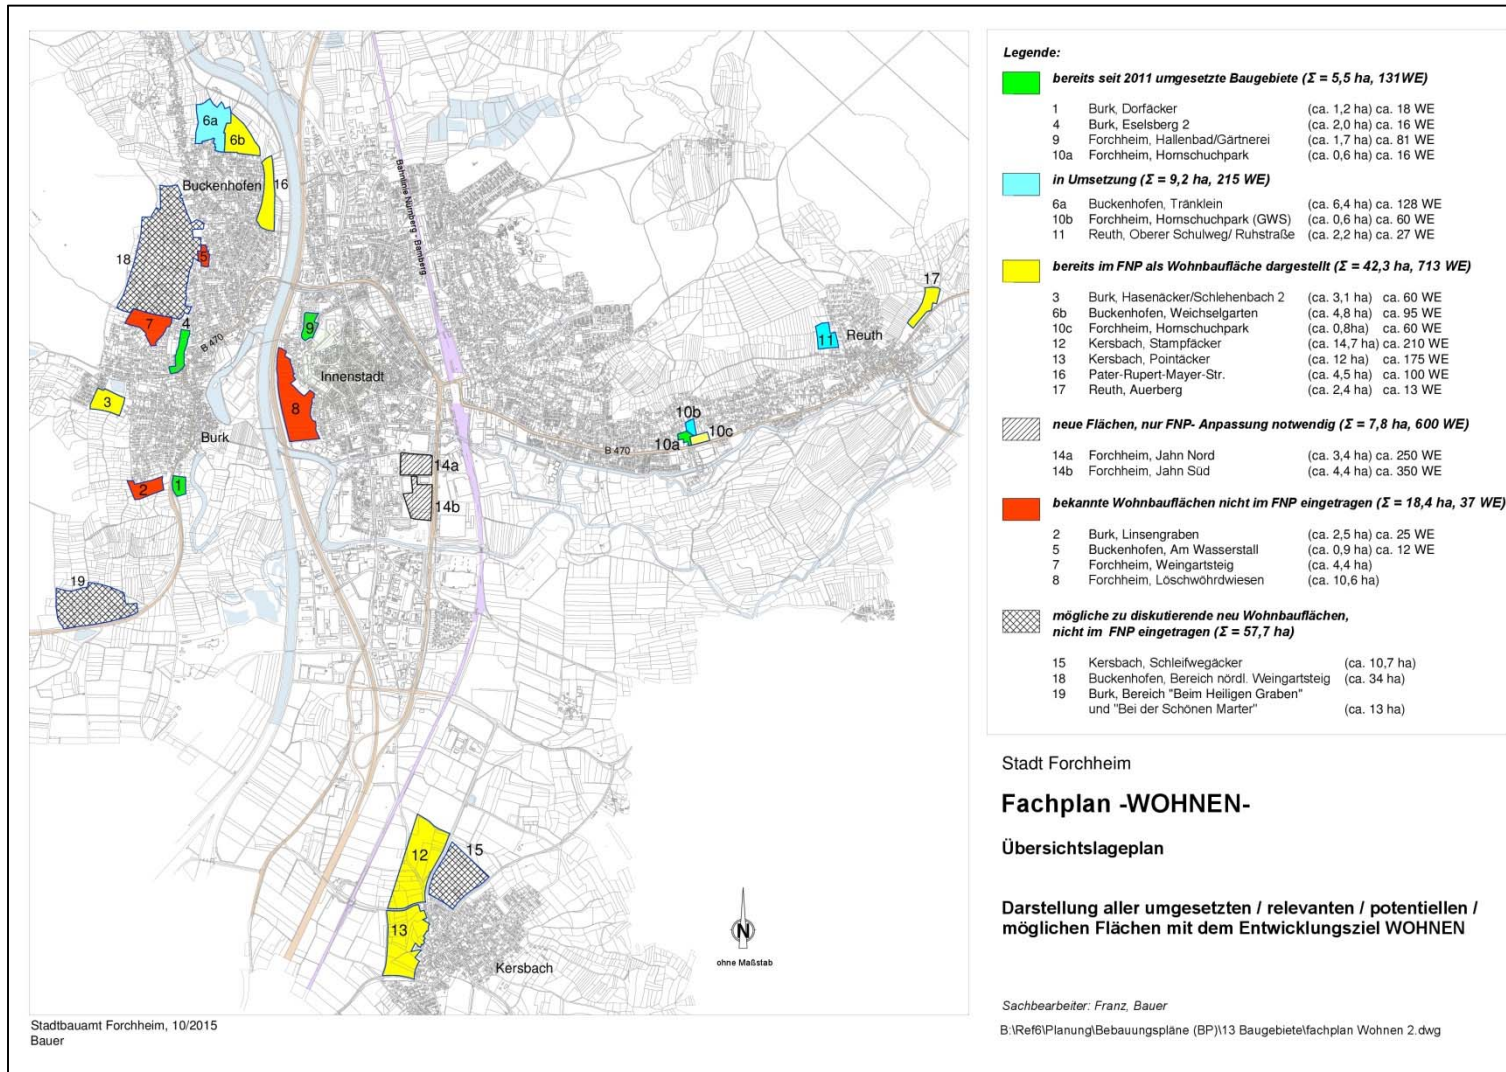 6a
6b
Buckenhofen
16
18
5
7
4
B 470
3
Burk
2
1
19
Bahnlinie Nürnberg - Bamberg
9
Innenstadt
8
14a
14b
17
11
Reuth
10b
10a
10c
B 470
12
15
13
Kersbach
N
ohne Maßstab
Stadtbauamt Forchheim, 10/2015
Bauer
Legende:
bereits seit 2011 umgesetzte Baugebiete (Σ = 5,5 ha, 131WE)
1 Burk, Dorfäcker (ca. 1,2 ha) ca. 18 WE
4 Burk, Eselsberg 2 (ca. 2,0 ha) ca. 16 WE
9 Forchheim, Hallenbad/Gärtnerei (ca. 1,7 ha) ca. 81 WE
10a Forchheim, Hornschuchpark (ca. 0,6 ha) ca. 16 WE
in Umsetzung (Σ = 9,2 ha, 215 WE)
6a Buckenhofen, Tränklein (ca. 6,4 ha) ca. 128 WE
10b Forchheim, Hornschuchpark (GWS) (ca. 0,6 ha) ca. 60 WE
11 Reuth, Oberer Schulweg/ Ruhstraße (ca. 2,2 ha) ca. 27 WE
bereits im FNP als Wohnbaufläche dargestellt (Σ = 42,3 ha, 713 WE)
3 Burk, Hasenäcker/Schlehenbach 2 (ca. 3,1 ha) ca. 60 WE
6b Buckenhofen, Weichselgarten (ca. 4,8 ha) ca. 95 WE
10c Forchheim, Hornschuchpark (ca. 0,8ha) ca. 60 WE
12 Kersbach, Stampfäcker (ca. 14,7 ha) ca. 210 WE
13 Kersbach, Pointäcker (ca. 12 ha) ca. 175 WE
16 Pater-Rupert-Mayer-Str. (ca. 4,5 ha) ca. 100 WE
17 Reuth, Auerberg (ca. 2,4 ha) ca. 13 WE
neue Flächen, nur FNP- Anpassung notwendig (Σ = 7,8 ha, 600 WE)
14a Forchheim, Jahn Nord (ca. 3,4 ha) ca. 250 WE
14b Forchheim, Jahn Süd (ca. 4,4 ha) ca. 350 WE
bekannte Wohnbauflächen nicht im FNP eingetragen (Σ = 18,4 ha, 37 WE)
2 Burk, Linsengraben (ca. 2,5 ha) ca. 25 WE
5 Buckenhofen, Am Wasserstall (ca. 0,9 ha) ca. 12 WE
7 Forchheim, Weingartsteig (ca. 4,4 ha)
8 Forchheim, Löschwöhrdwiesen (ca. 10,6 ha)
mögliche zu diskutierende neu Wohnbauflächen,
nicht im FNP eingetragen (Σ = 57,7 ha)
15 Kersbach, Schleifwegäcker (ca. 10,7 ha)
18 Buckenhofen, Bereich nördl. Weingartsteig (ca. 34 ha)
19 Burk, Bereich "Beim Heiligen Graben"
und "Bei der Schönen Marter" (ca. 13 ha)
Stadt Forchheim
Fachplan -WOHNEN-
Übersichtslageplan
Darstellung aller umgesetzten / relevanten / potentiellen /
möglichen Flächen mit dem Entwicklungsziel WOHNEN
Sachbearbeiter: Franz, Bauer
B:\Ref6\Planung\Bebauungspläne (BP)\13 Baugebiete\fachplan Wohnen 2.dwg